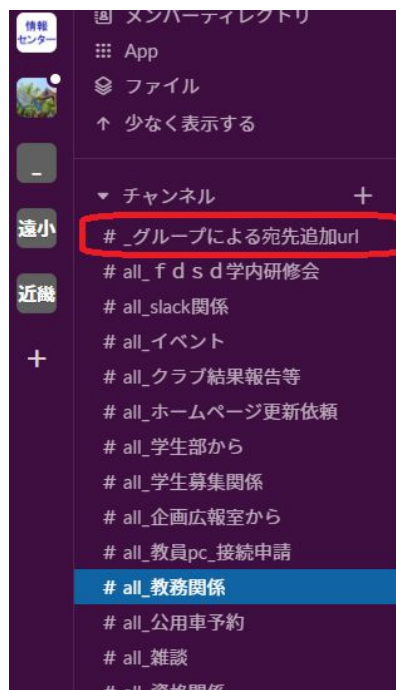 情報
センター
メンバーディレクトリ
App
ファイル
少なく表示する
_
チャンネル
+
遠小
# _グループによる宛先追加url
# all_ｆｄｓｄ学内研修会
近畿
# all_slack関係
# all_イベント
+
# all_クラブ結果報告等
# all_ホームページ更新依頼
# all_学生部から
# all_学生募集関係
# all_企画広報室から
# all_教員pc_接続申請
# all_教務関係
# all_公用車予約
# all_雑談
# all_資格関係